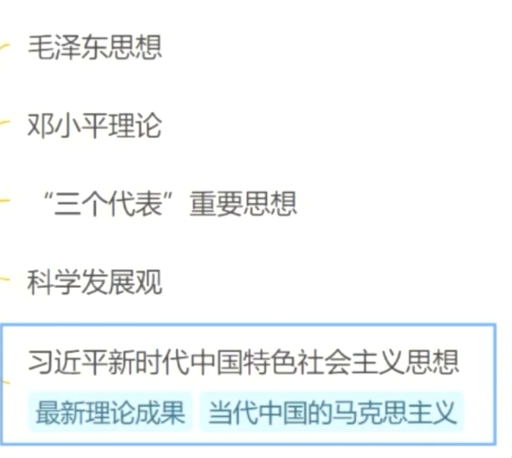 毛泽东思想
邓小平理论
“三个代表”重要思想
科学发展观
习近平新时代中国特色社会主义思想
最新理论成果 当代中国的马克思主义